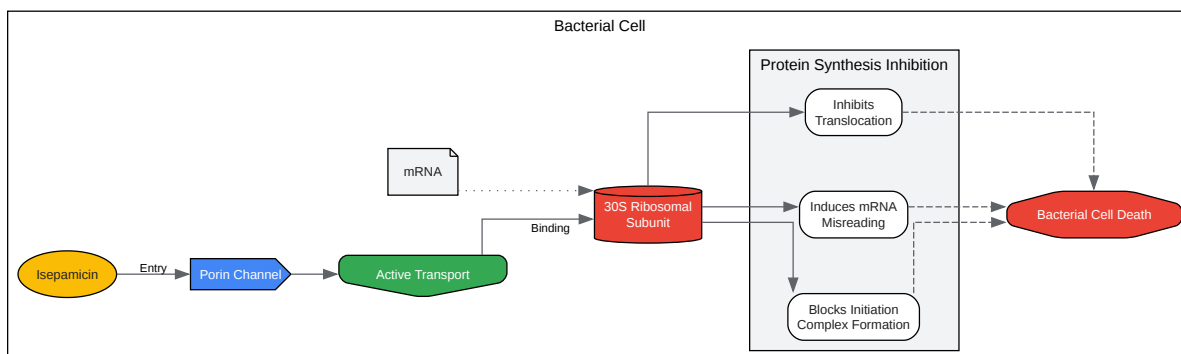 Bacterial Cell
Protein Synthesis Inhibition
Inhibits
Translocation
mRNA
30S Ribosomal
Subunit
Induces mRNA
Misreading
Bacterial Cell Death
Binding
Isepamicin
Entry
Porin Channel
Active Transport
Blocks Initiation
Complex Formation